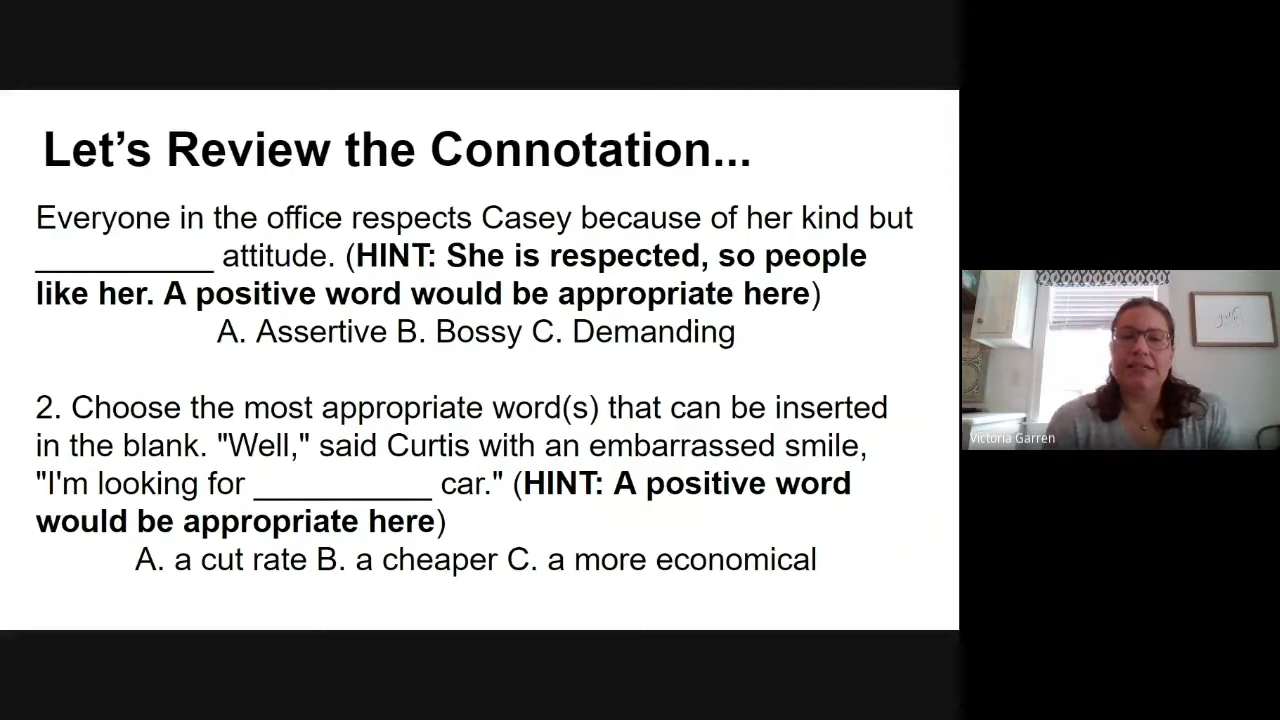 Let’s Review the Connotation...
Everyone in the office respects Casey because of her kind but
__________ attitude. (HINT: She is respected, so people
like her. A positive word would be appropriate here)
A. Assertive B. Bossy C. Demanding
2. Choose the most appropriate word(s) that can be inserted
in the blank. "Well," said Curtis with an embarrassed smile,
"I'm looking for __________ car." (HINT: A positive word
would be appropriate here)
A. a cut rate B. a cheaper C. a more economical
Victoria Garren